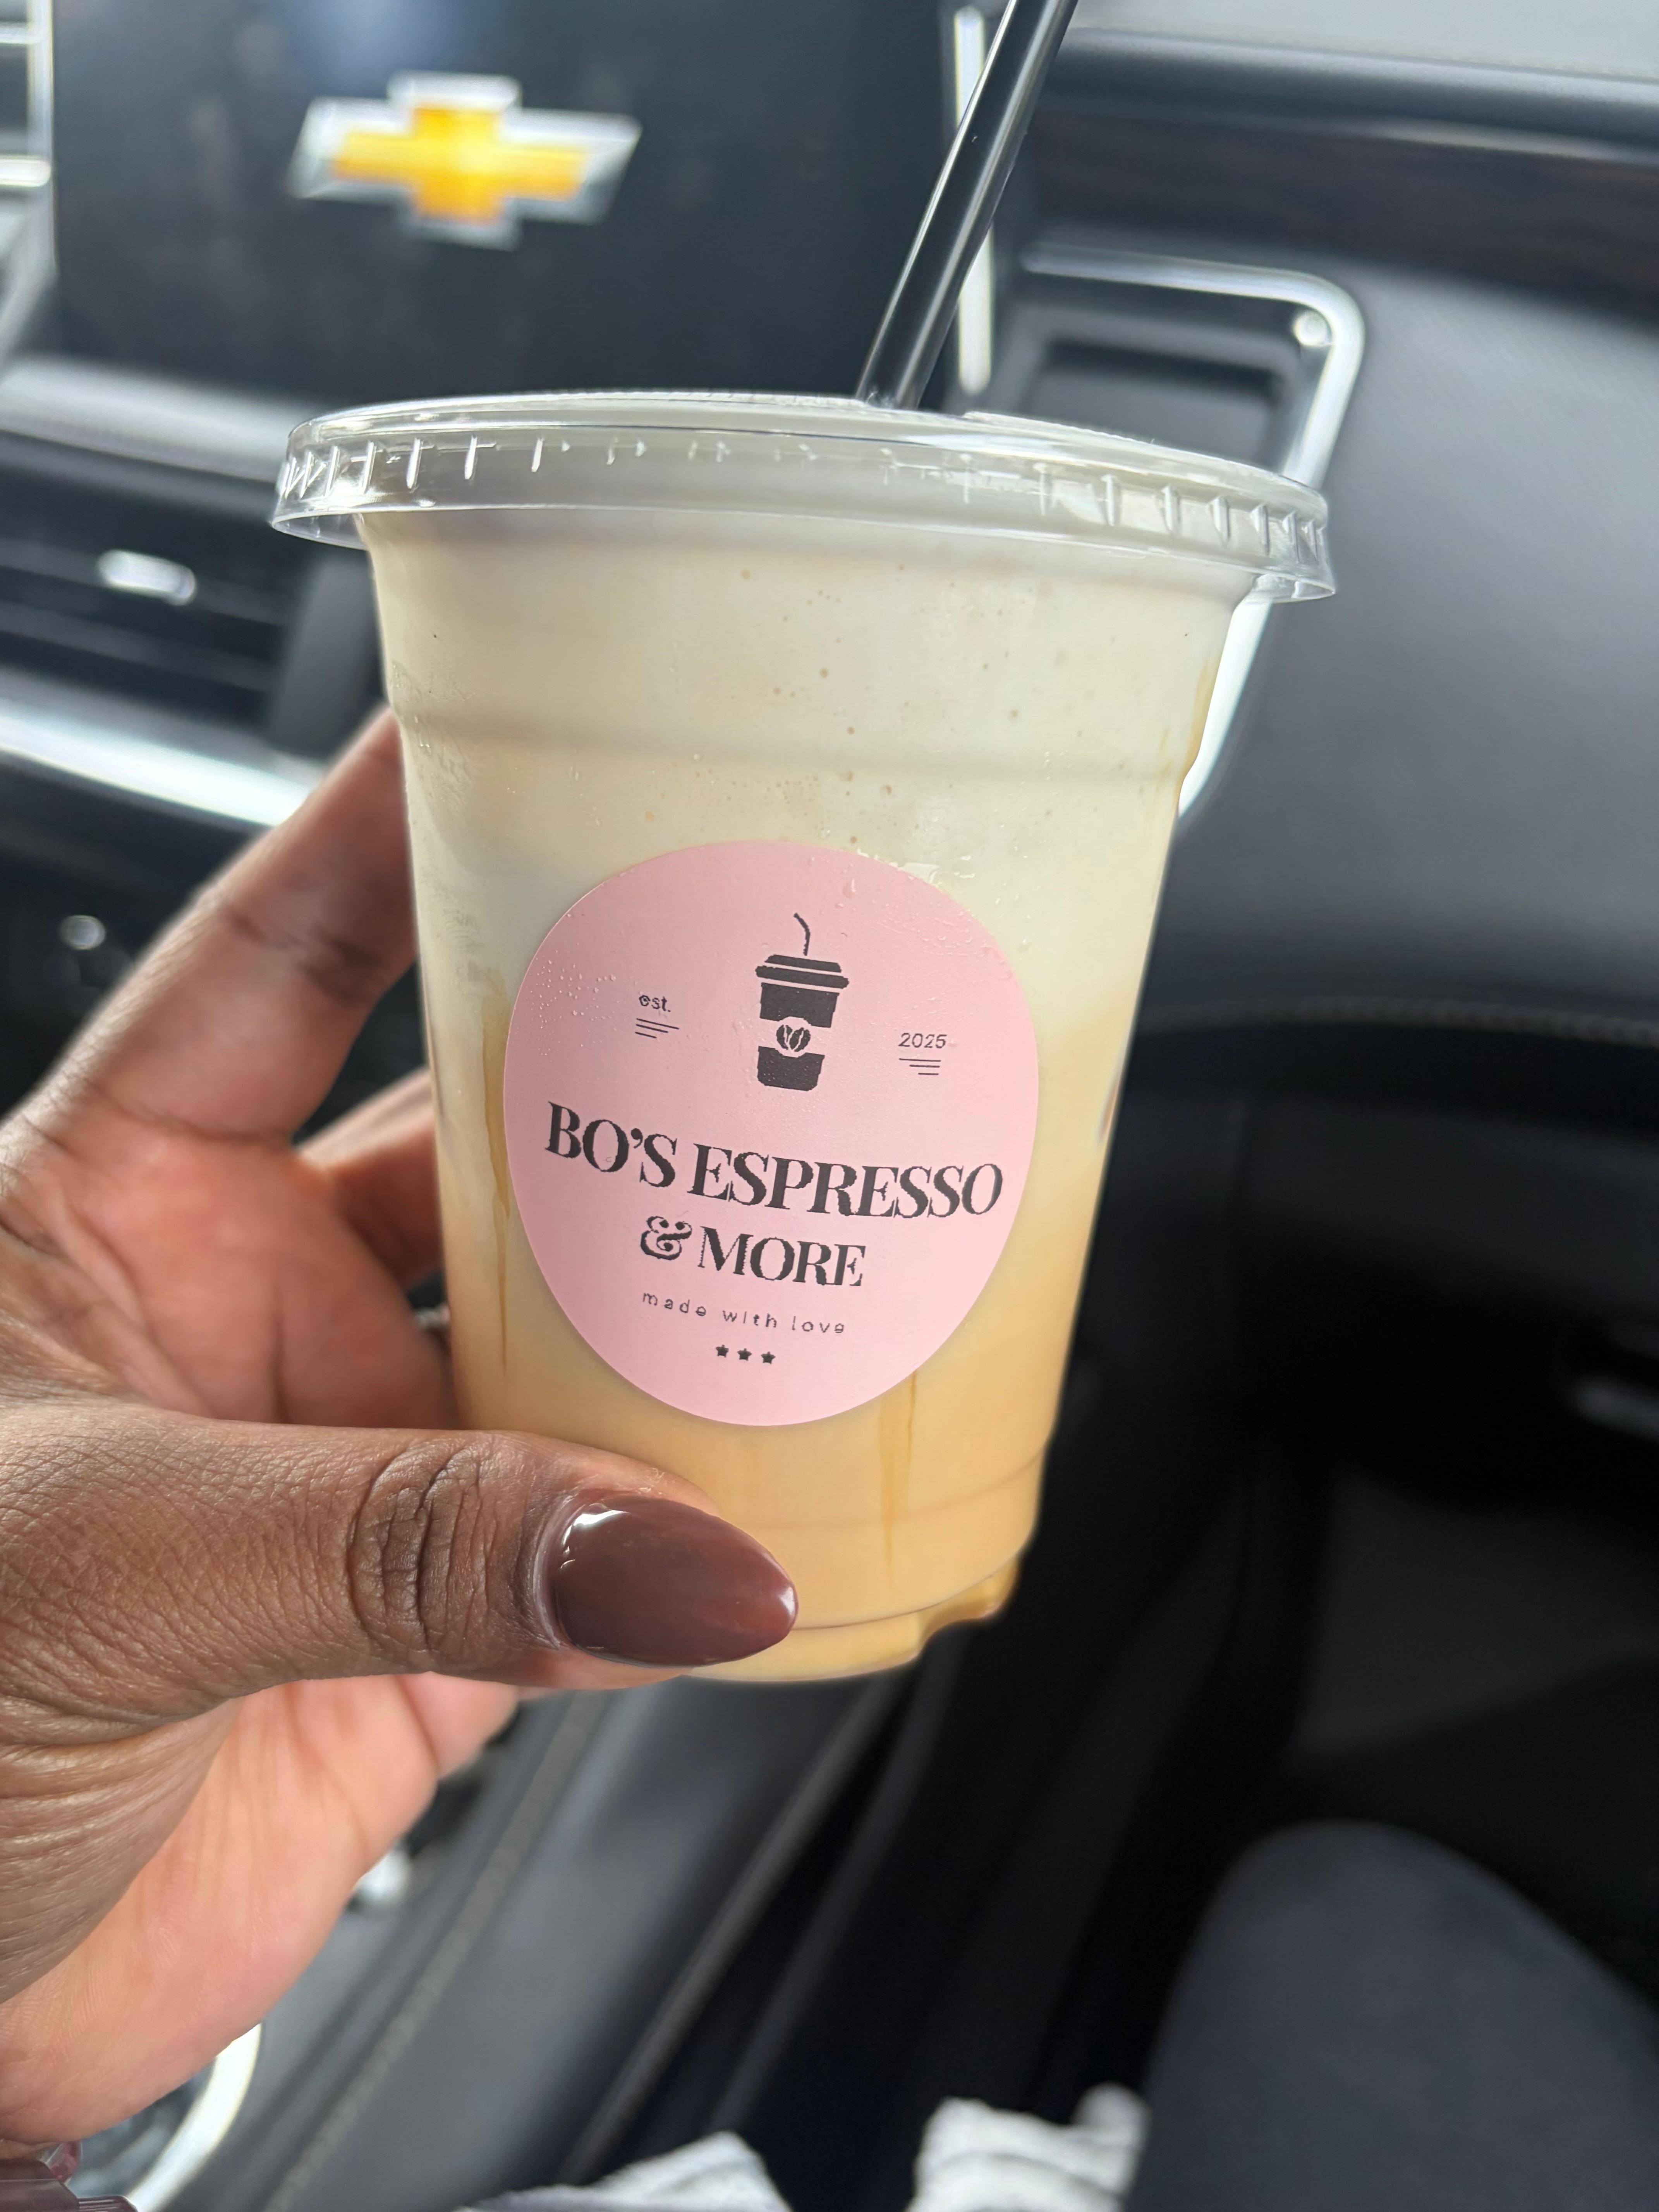 est.
2025
BO'S ESPRESSO
& MORE
made with love